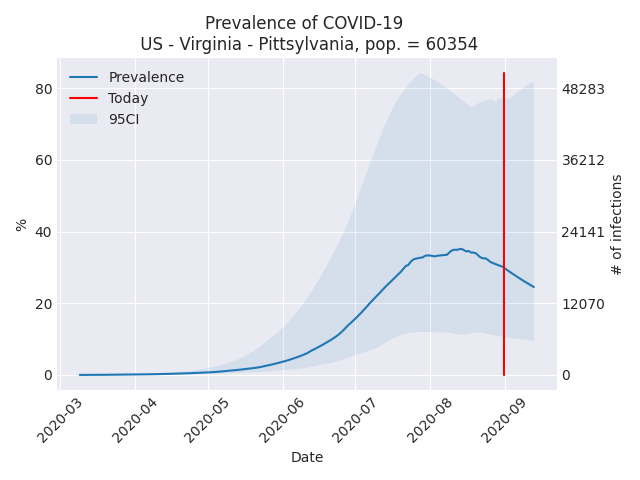 Prevalence of COVID-19
US - Virginia - Pittsylvania, pop. = 60354
Prevalence
Today
95CI
80
60
40
20
0
%
48283
36212
24141
12070
0
# of infections
2020-03
2020-04
2020-05
2020-06
2020-07
2020-08
2020-09
Date